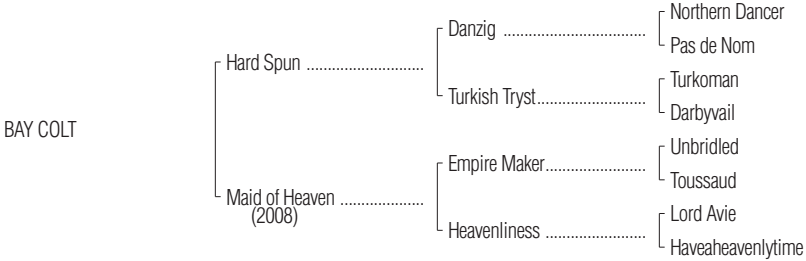 Northern Dancer
Danzig ..................................
Pas de Nom
Hard Spun ............................
Turkoman
Turkish Tryst..........................
Darbyvail
BAY COLT
Unbridled
Empire Maker........................
Toussaud
Maid of Heaven ....................
(2008)
Lord Avie
Heavenliness ........................
Haveaheavenlytime